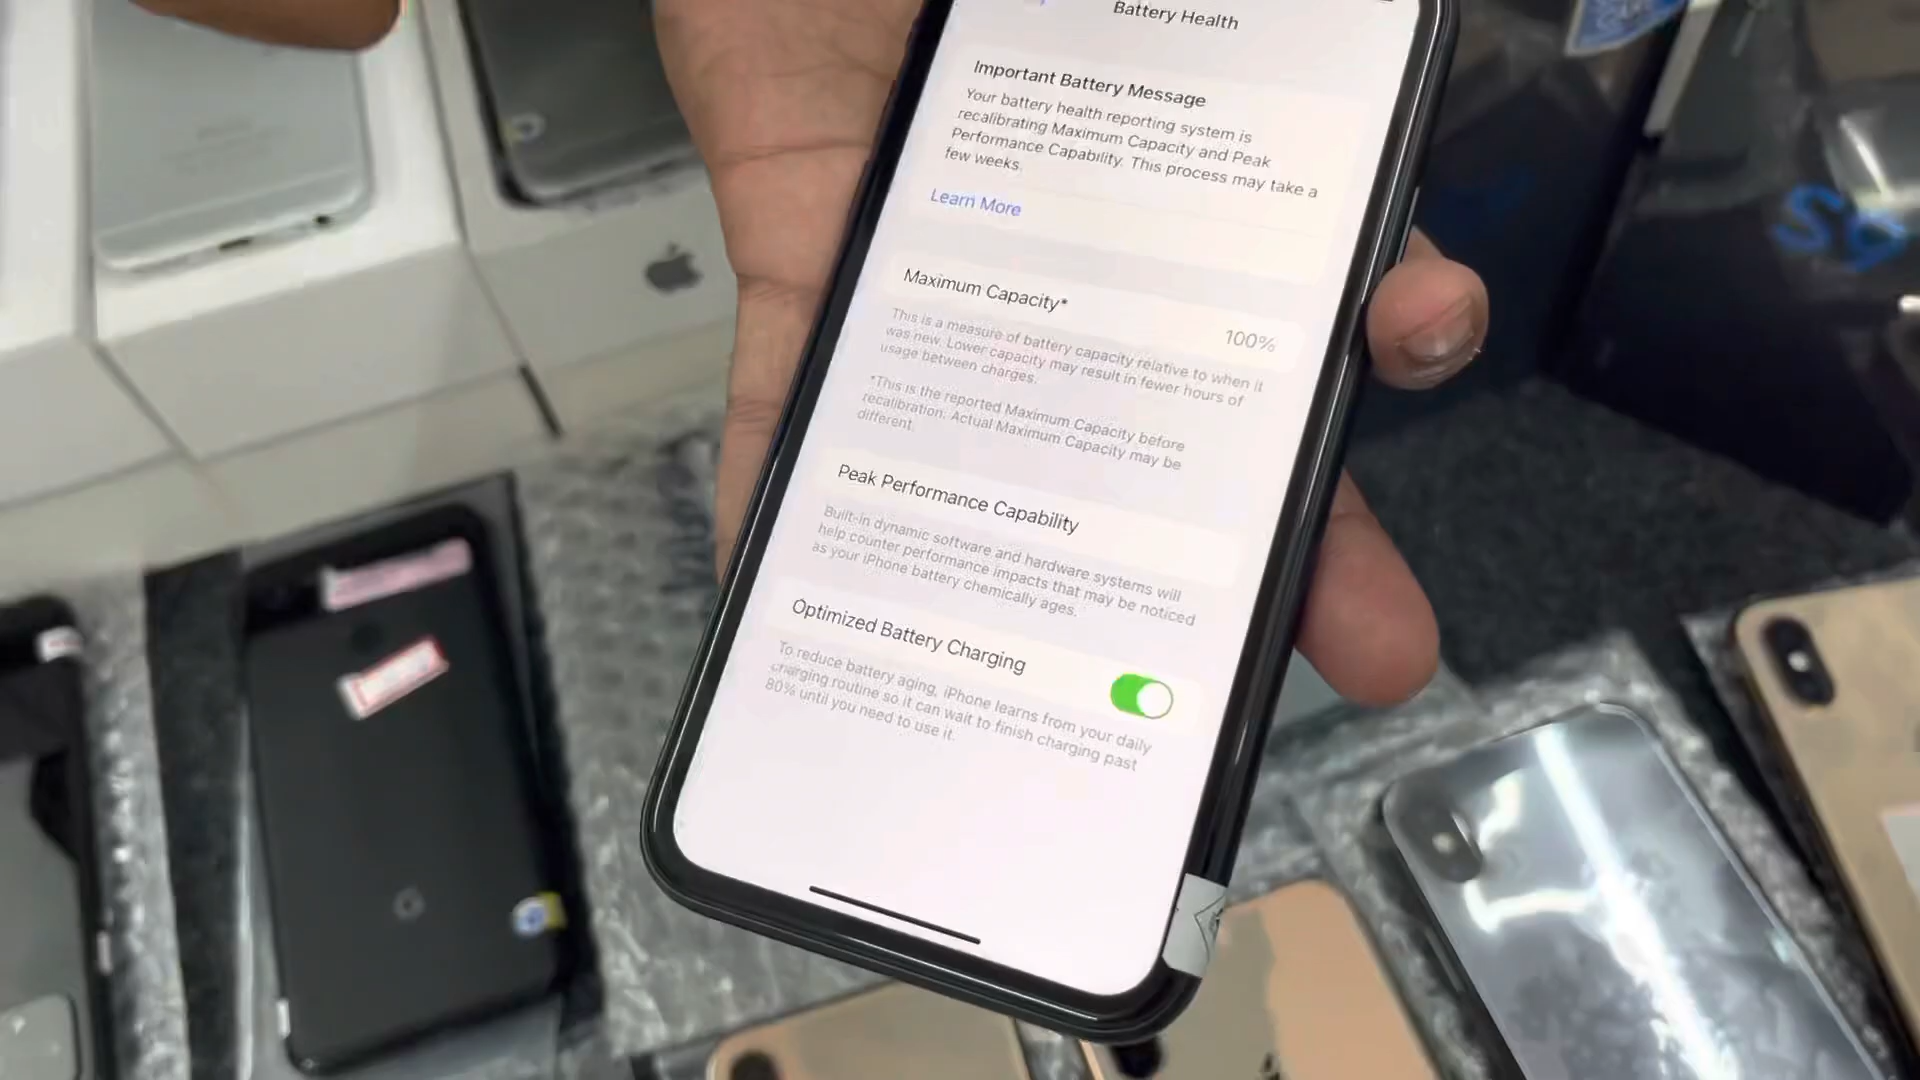 Battery Health
Important Battery Message
Your battery health reporting system is
recalibrating Maximum Capacity and Peak
Performance Capability. This process may take a
few weeks.
Learn More
Maximum Capacity*
100%
This is a measure of battery capacity relative to when it
was new. Lower capacity may result in fewer hours of
usage between charges.
*This is the reported Maximum Capacity before
recalibration. Actual Maximum Capacity may be
different.
Peak Performance Capability
Built-in dynamic software and hardware systems will
help counter performance impacts that may be noticed
as your iPhone battery chemically ages.
Optimized Battery Charging
To reduce battery aging, iPhone learns from your daily
charging routine so it can wait to finish charging past
80% until you need to use it.